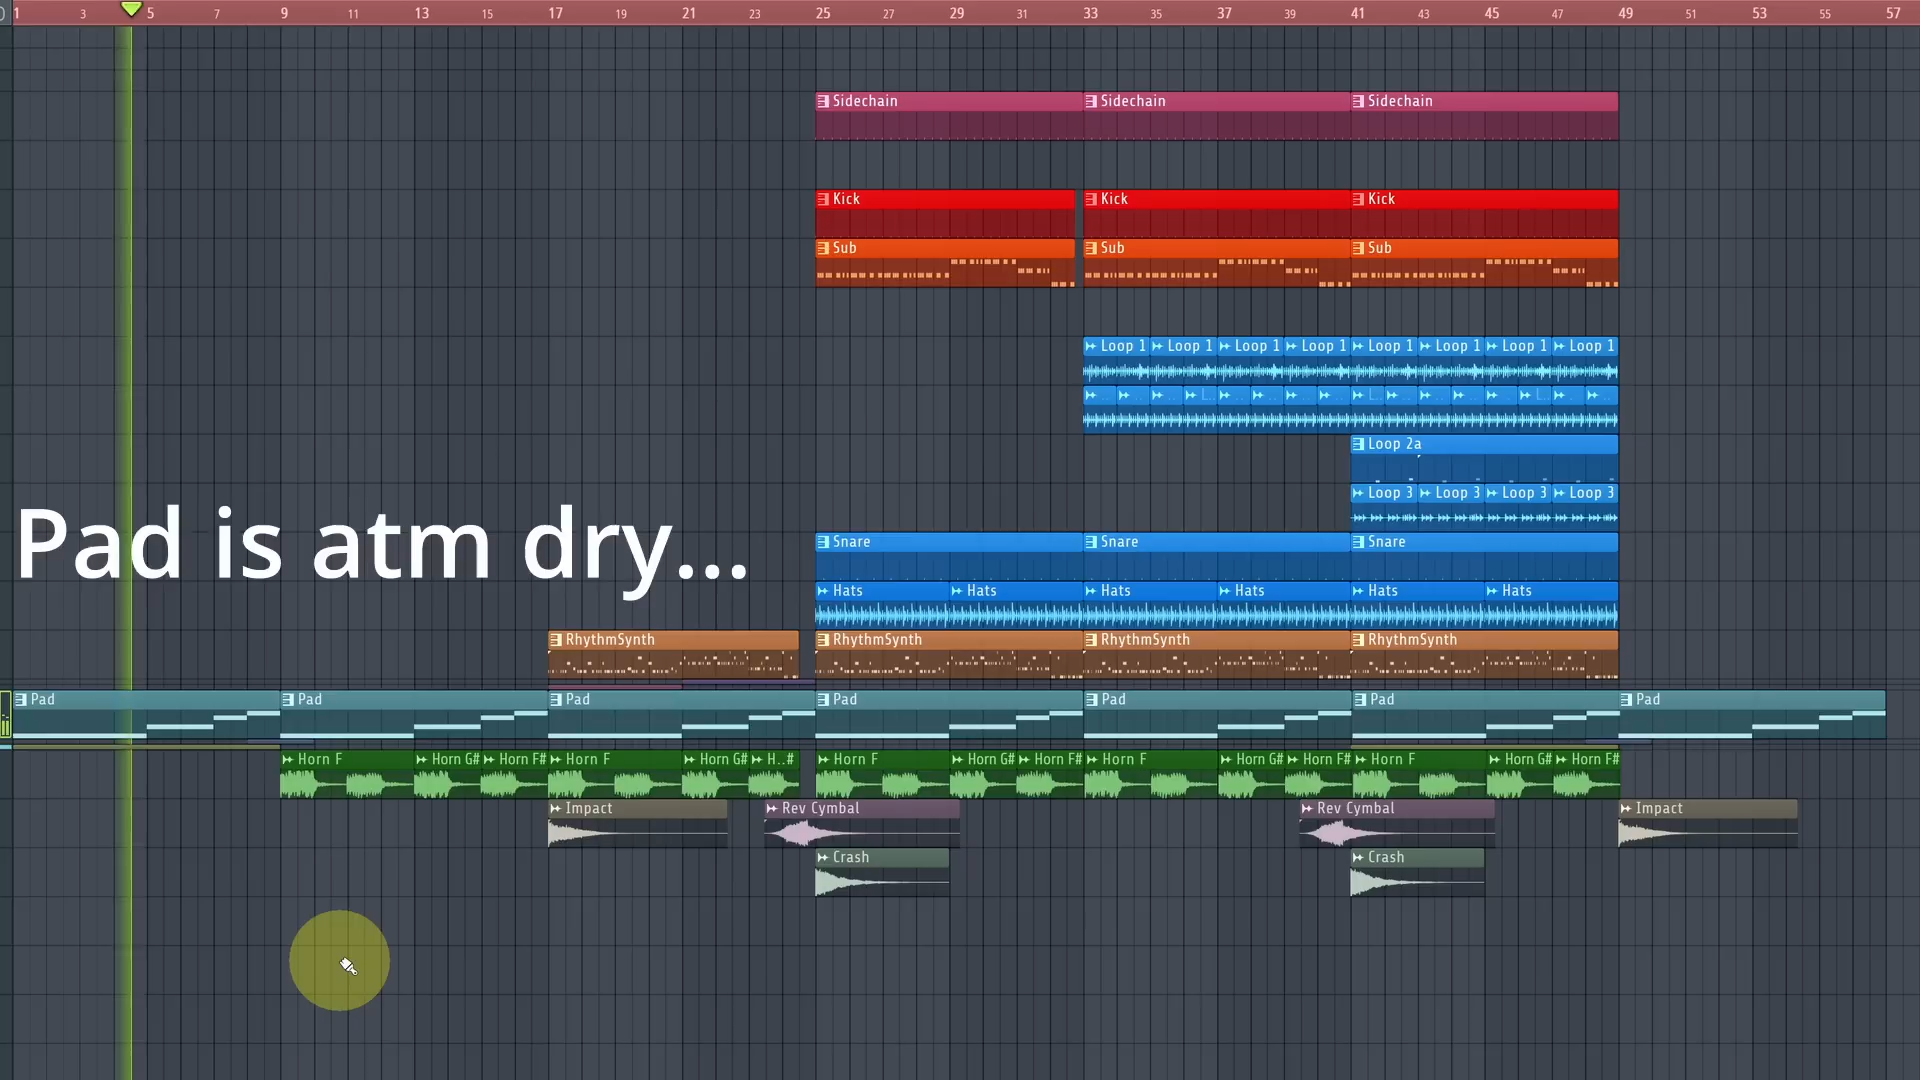 1 3 5 7 9 11 13 15 17 19 21 23 25 27 29 31 33 35 37 39 41 43 45 47 49 51 53 55 57
Sidechain Sidechain Sidechain
Kick Kick Kick
Sub Sub Sub
Loop 1 Loop 1 Loop 1 Loop 1 Loop 1 Loop 1 Loop 1 Loop 1
Loop 2a
Loop 3 Loop 3 Loop 3 Loop 3
Pad is atm dry...
Snare Snare Snare
Hats Hats Hats Hats Hats Hats
RhythmSynth RhythmSynth RhythmSynth RhythmSynth
Pad Pad Pad Pad Pad Pad Pad
Horn F Horn G# Horn F# Horn F Horn G# H..# Horn F Horn G# Horn F# Horn F Horn G# Horn F# Horn F Horn G# Horn F#
Impact Rev Cymbal Rev Cymbal Impact
Crash Crash